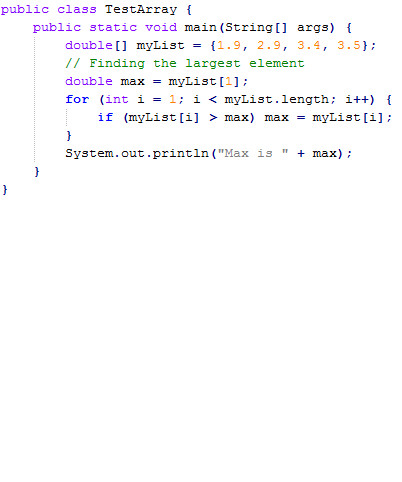 public class TestArray {
public static void main(String[] args) {
double[] myList = {1.9, 2.9, 3.4, 3.5};
// Finding the largest element
double max = myList[1];
for (int i = 1; i < myList.length; i++) {
if (myList[i] > max) max = myList[i];
}
System.out.println("Max is " + max);
}
}